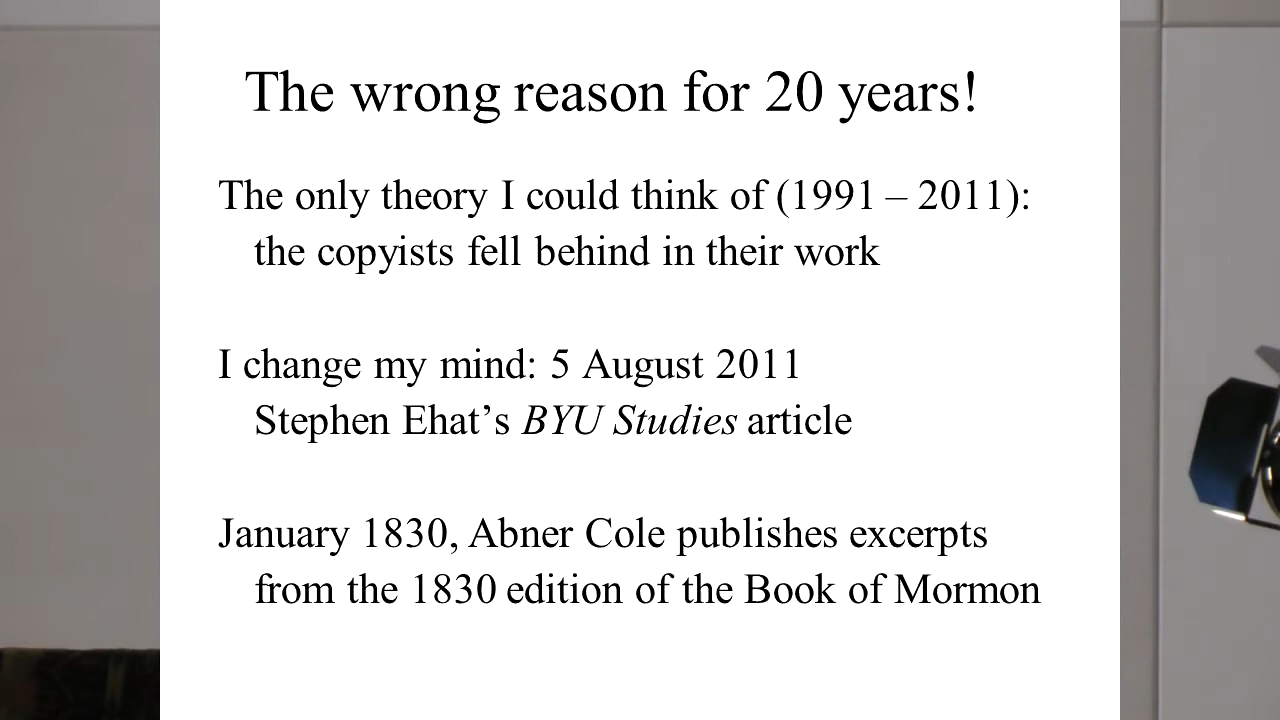 The wrong reason for 20 years!
The only theory I could think of (1991 – 2011):
the copyists fell behind in their work
I change my mind: 5 August 2011
Stephen Ehat’s BYU Studies article
January 1830, Abner Cole publishes excerpts
from the 1830 edition of the Book of Mormon